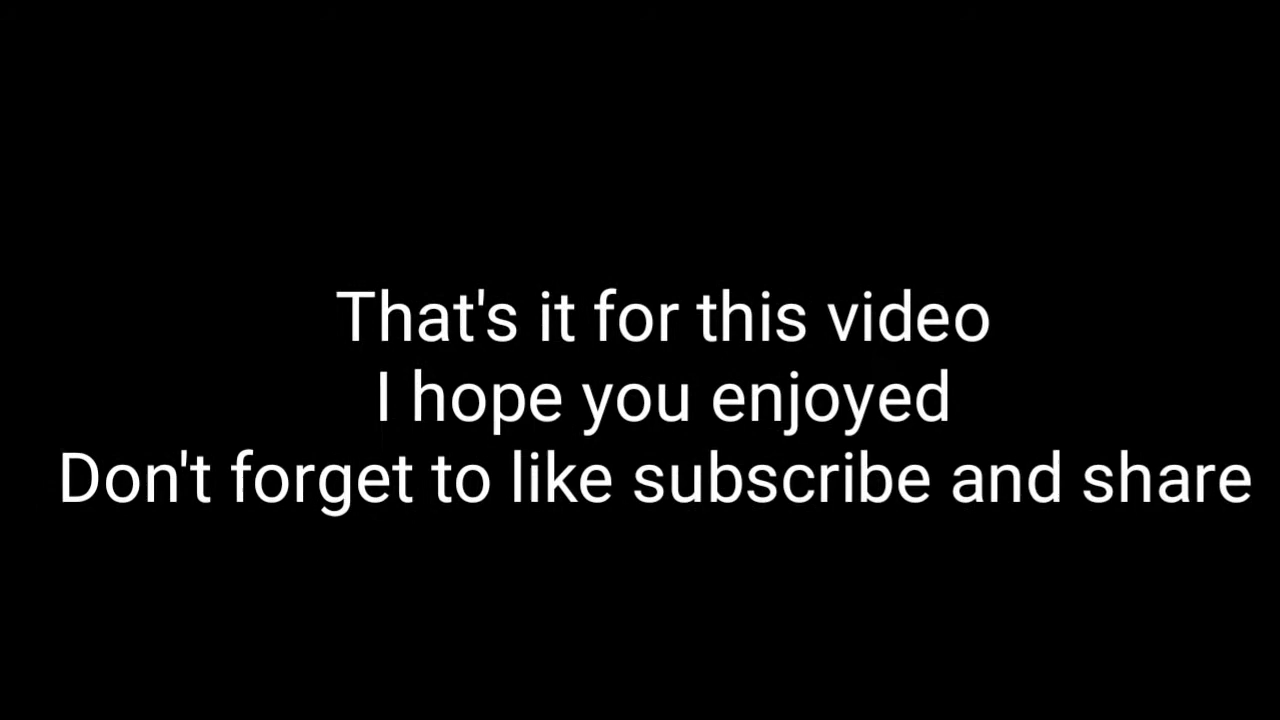 That's it for this video
I hope you enjoyed
Don't forget to like subscribe and share